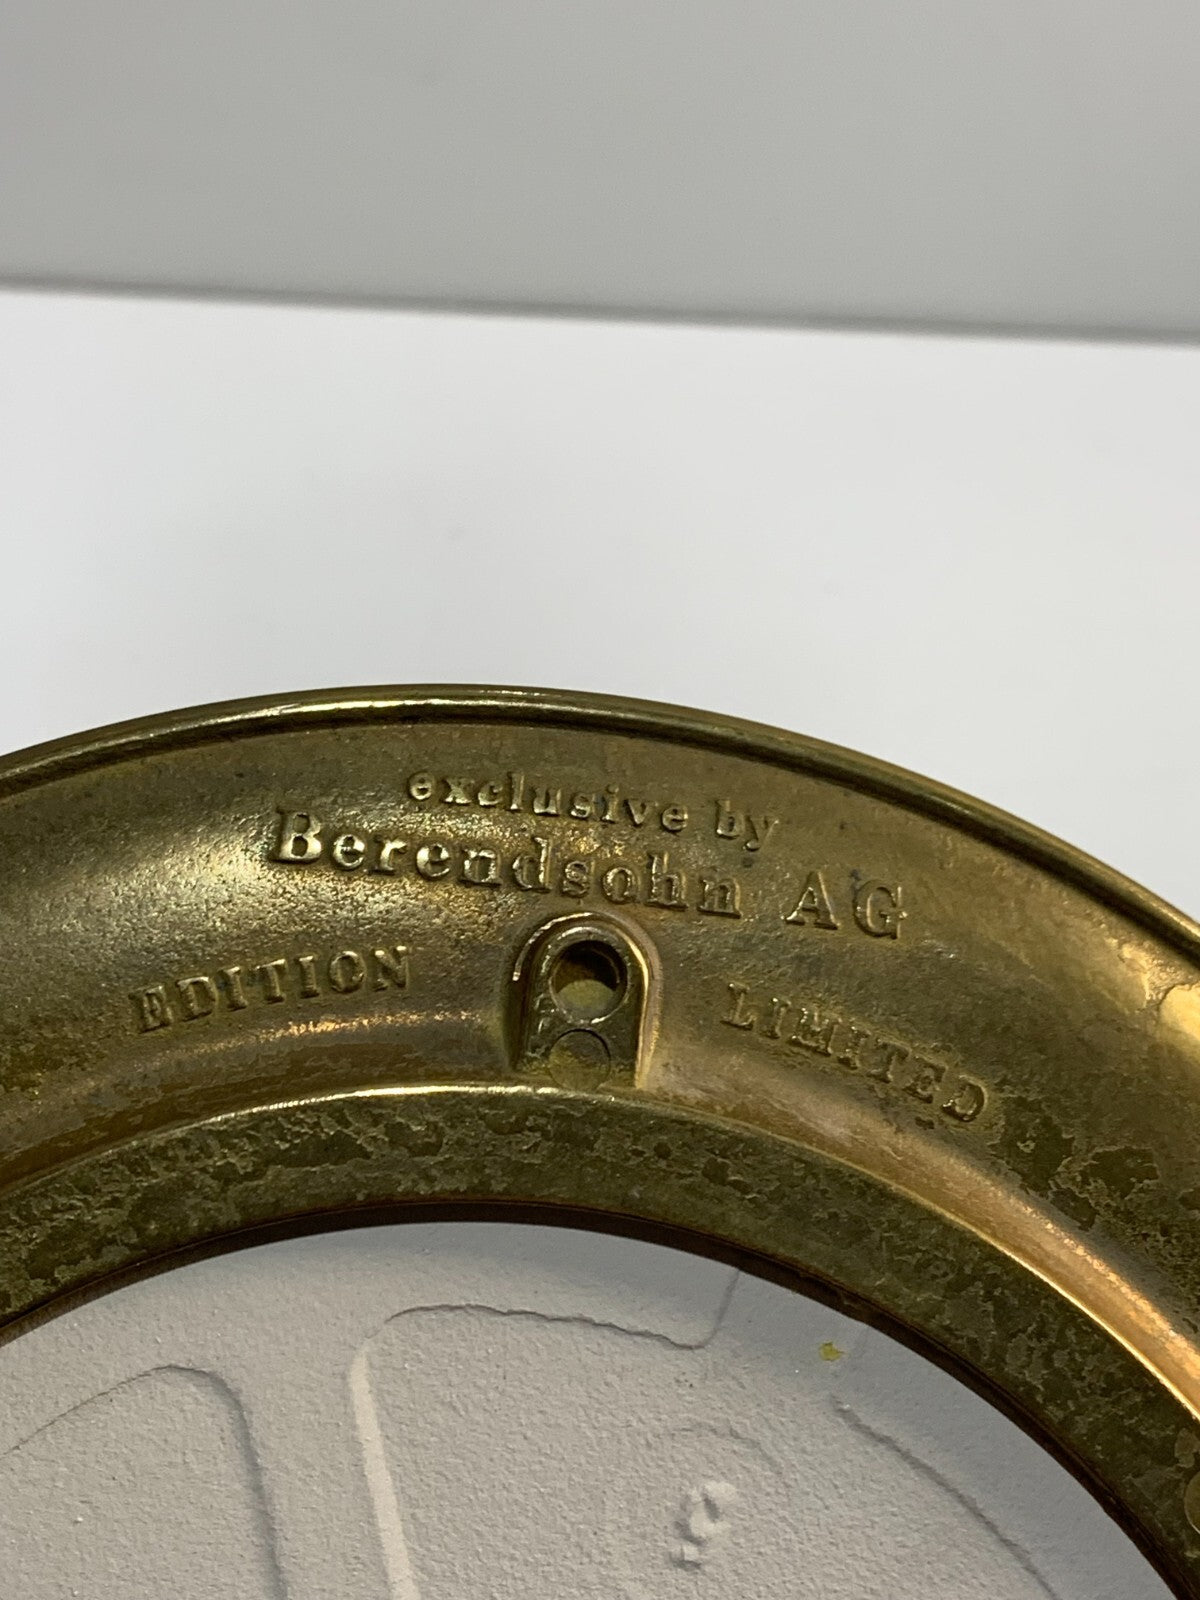 exclusive by
Berendsohn AG
EDITION LIMITED